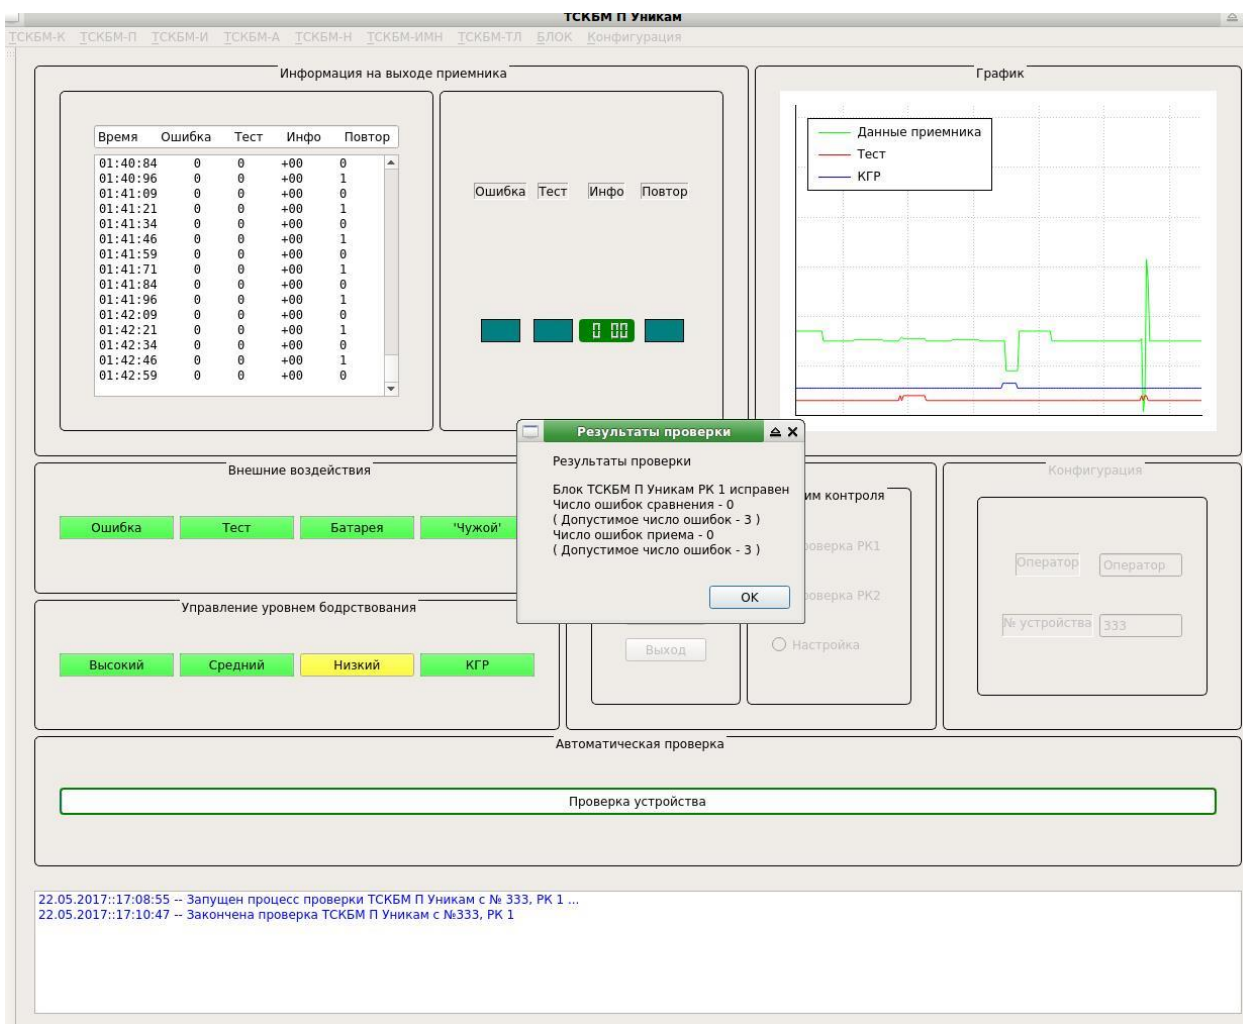 ТСКБМ П Уникам
ТСКБМ-К ТСКБМ-П ТСКБМ-И ТСКБМ-А ТСКБМ-Н ТСКБМ-ИМН ТСКБМ-ТЛ БЛОК Конфигурация
Информация на выходе приемника
График
Время Ошибка Тест Инфо Повтор
01:40:84 0 0 +00 0
01:40:96 0 0 +00 1
01:41:09 0 0 +00 0
01:41:21 0 0 +00 1
01:41:34 0 0 +00 0
01:41:46 0 0 +00 1
01:41:59 0 0 +00 0
01:41:71 0 0 +00 1
01:41:84 0 0 +00 0
01:41:96 0 0 +00 1
01:42:09 0 0 +00 0
01:42:21 0 0 +00 1
01:42:34 0 0 +00 0
01:42:46 0 0 +00 1
01:42:59 0 0 +00 0
Ошибка Тест Инфо Повтор
0 00
Данные приемника
Тест
КГР
Результаты проверки
Результаты проверки
Блок ТСКБМ П Уникам РК 1 исправен
Число ошибок сравнения - 0
( Допустимое число ошибок - 3 )
Число ошибок приема - 0
( Допустимое число ошибок - 3 )
OK
Внешние воздействия
Ошибка Тест Батарея 'Чужой'
Управление уровнем бодрствования
Высокий Средний Низкий КГР
контроля
РК1
РК2
Настройка
Выход
Конфигурация
Оператор Оператор
№ устройства 333
Автоматическая проверка
Проверка устройства
22.05.2017::17:08:55 -- Запущен процесс проверки ТСКБМ П Уникам с № 333, РК 1 ...
22.05.2017::17:10:47 -- Закончена проверка ТСКБМ П Уникам с №333, РК 1